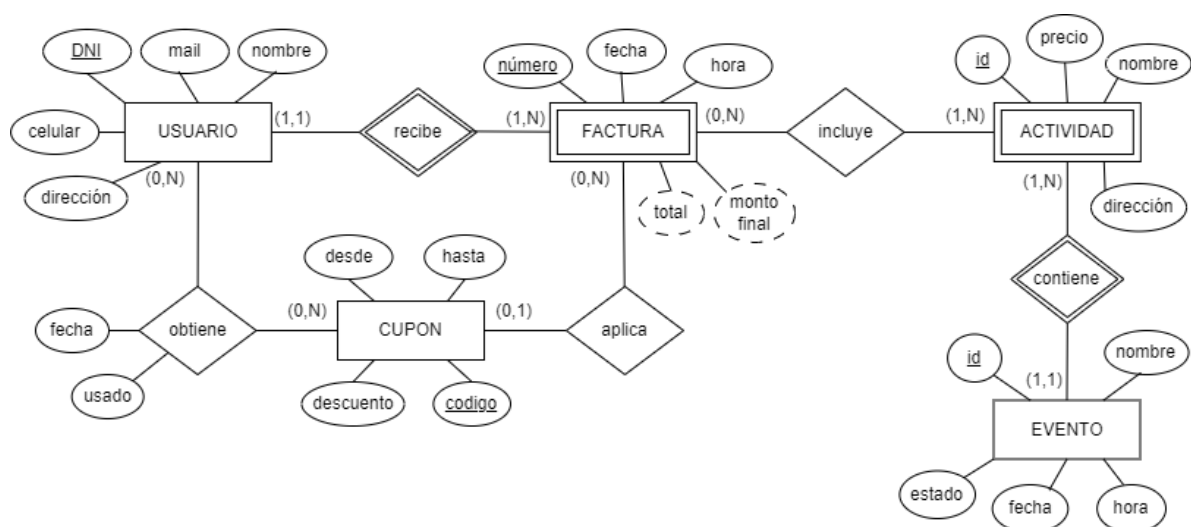 DNI
mail
nombre
celular
USUARIO
(1,1)
dirección
(0,N)
recibe
número
fecha
hora
(1,N)
FACTURA
(0,N)
(0,N)
total
monto
final
incluye
id
precio
nombre
(1,N)
ACTIVIDAD
(1,N)
dirección
contiene
desde
hasta
fecha
obtiene
(0,N)
CUPON
(0,1)
aplica
usado
descuento
codigo
id
nombre
(1,1)
EVENTO
estado
fecha
hora